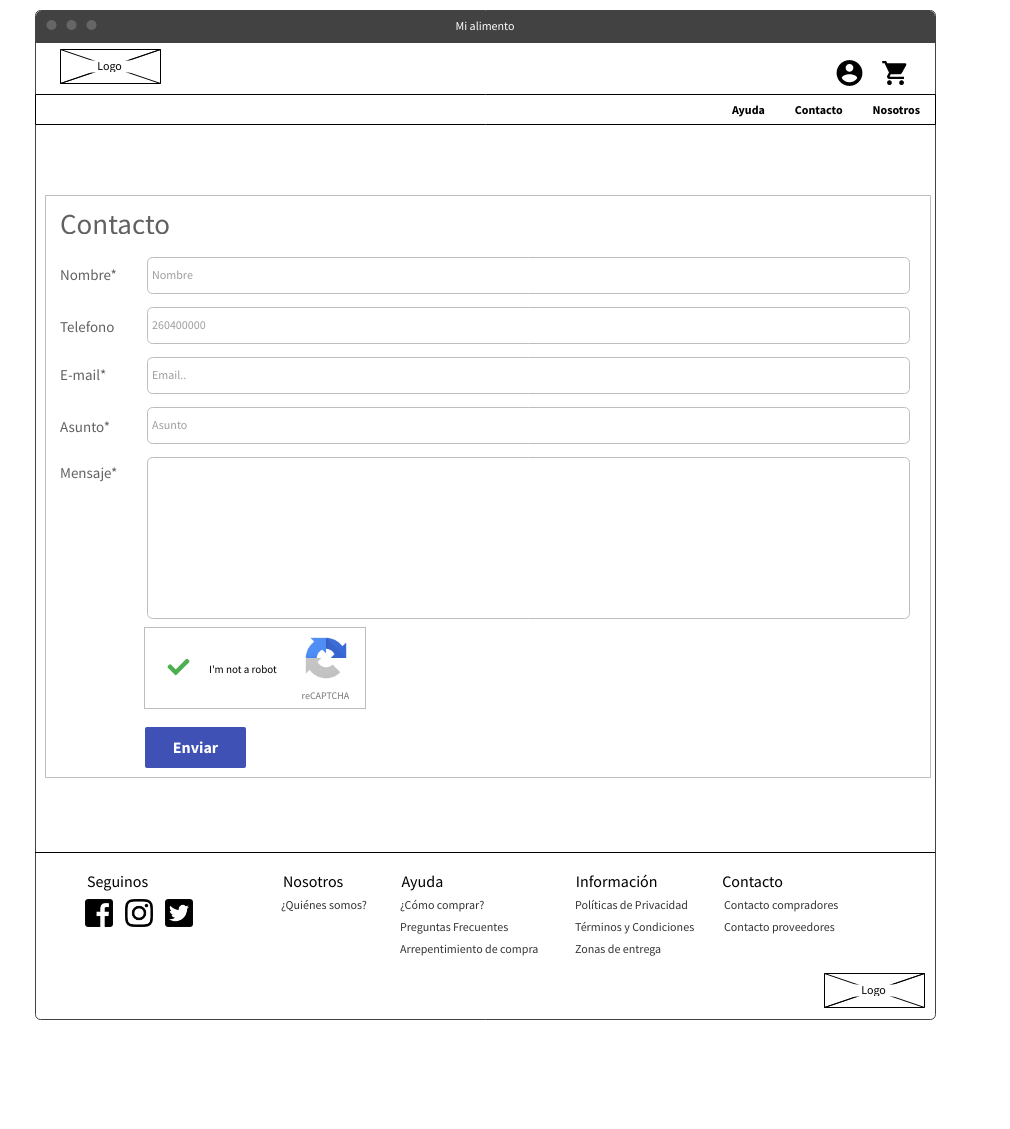 Mi alimento
Logo
Ayuda Contacto Nosotros
Contacto
Nombre* Nombre
Telefono 260400000
E-mail* Email..
Asunto* Asunto
Mensaje*
I'm not a robot
reCAPTCHA
Enviar
Seguinos Nosotros Ayuda Información Contacto
¿Quiénes somos? ¿Cómo comprar? Políticas de Privacidad Contacto compradores
Preguntas Frecuentes Términos y Condiciones Contacto proveedores
Arrepentimiento de compra Zonas de entrega
Logo